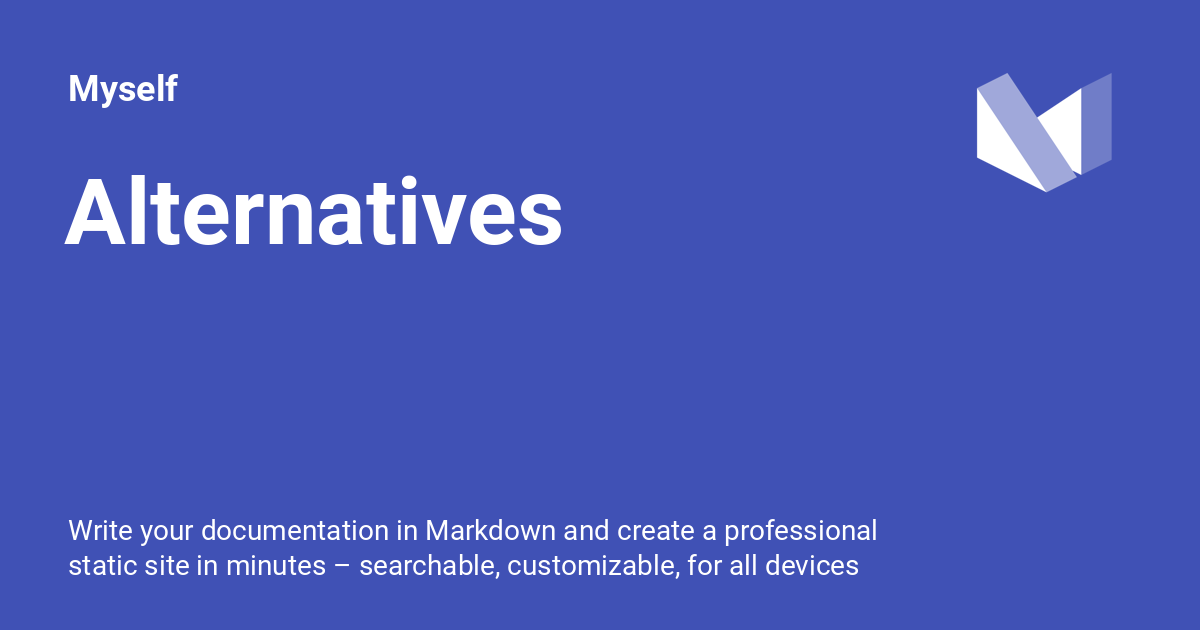 Myself
Alternatives
Write your documentation in Markdown and create a professional
static site in minutes – searchable, customizable, for all devices